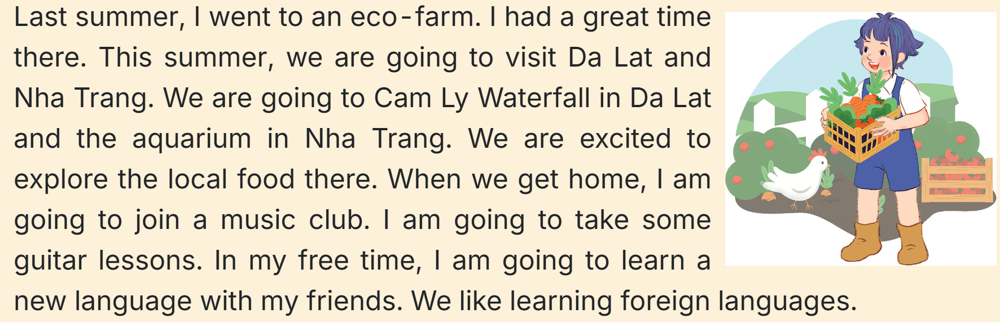 Last summer, I went to an eco-farm. I had a great time
there. This summer, we are going to visit Da Lat and
Nha Trang. We are going to Cam Ly Waterfall in Da Lat
and the aquarium in Nha Trang. We are excited to
explore the local food there. When we get home, I am
going to join a music club. I am going to take some
guitar lessons. In my free time, I am going to learn a
new language with my friends. We like learning foreign languages.